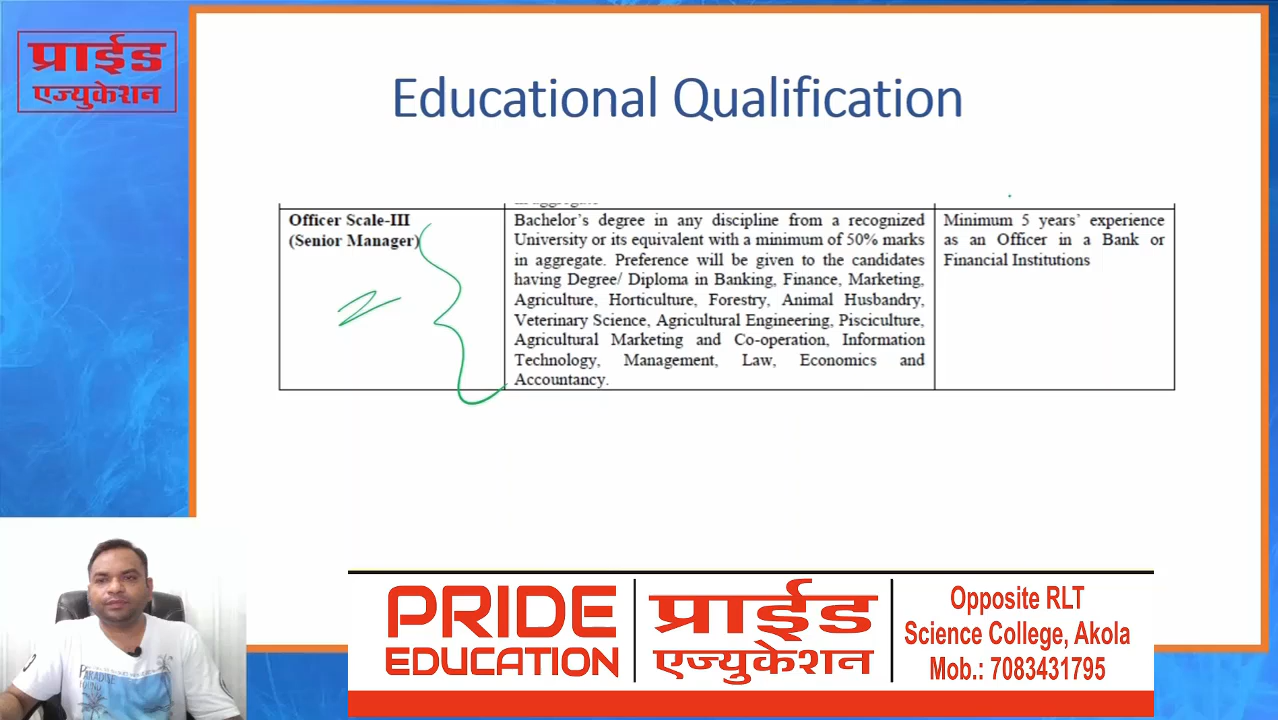 प्राईड
एज्युकेशन
Educational Qualification
in aggregate
Officer Scale-III
(Senior Manager)
Bachelor's degree in any discipline from a recognized
University or its equivalent with a minimum of 50% marks
in aggregate. Preference will be given to the candidates
having Degree/ Diploma in Banking, Finance, Marketing,
Agriculture, Horticulture, Forestry, Animal Husbandry,
Veterinary Science, Agricultural Engineering, Pisciculture,
Agricultural Marketing and Co-operation, Information
Technology, Management, Law, Economics and
Accountancy.
Minimum 5 years' experience
as an Officer in a Bank or
Financial Institutions
PARADISE
FOUND
PRIDE
EDUCATION
प्राईड
एज्युकेशन
Opposite RLT
Science College, Akola
Mob.: 7083431795